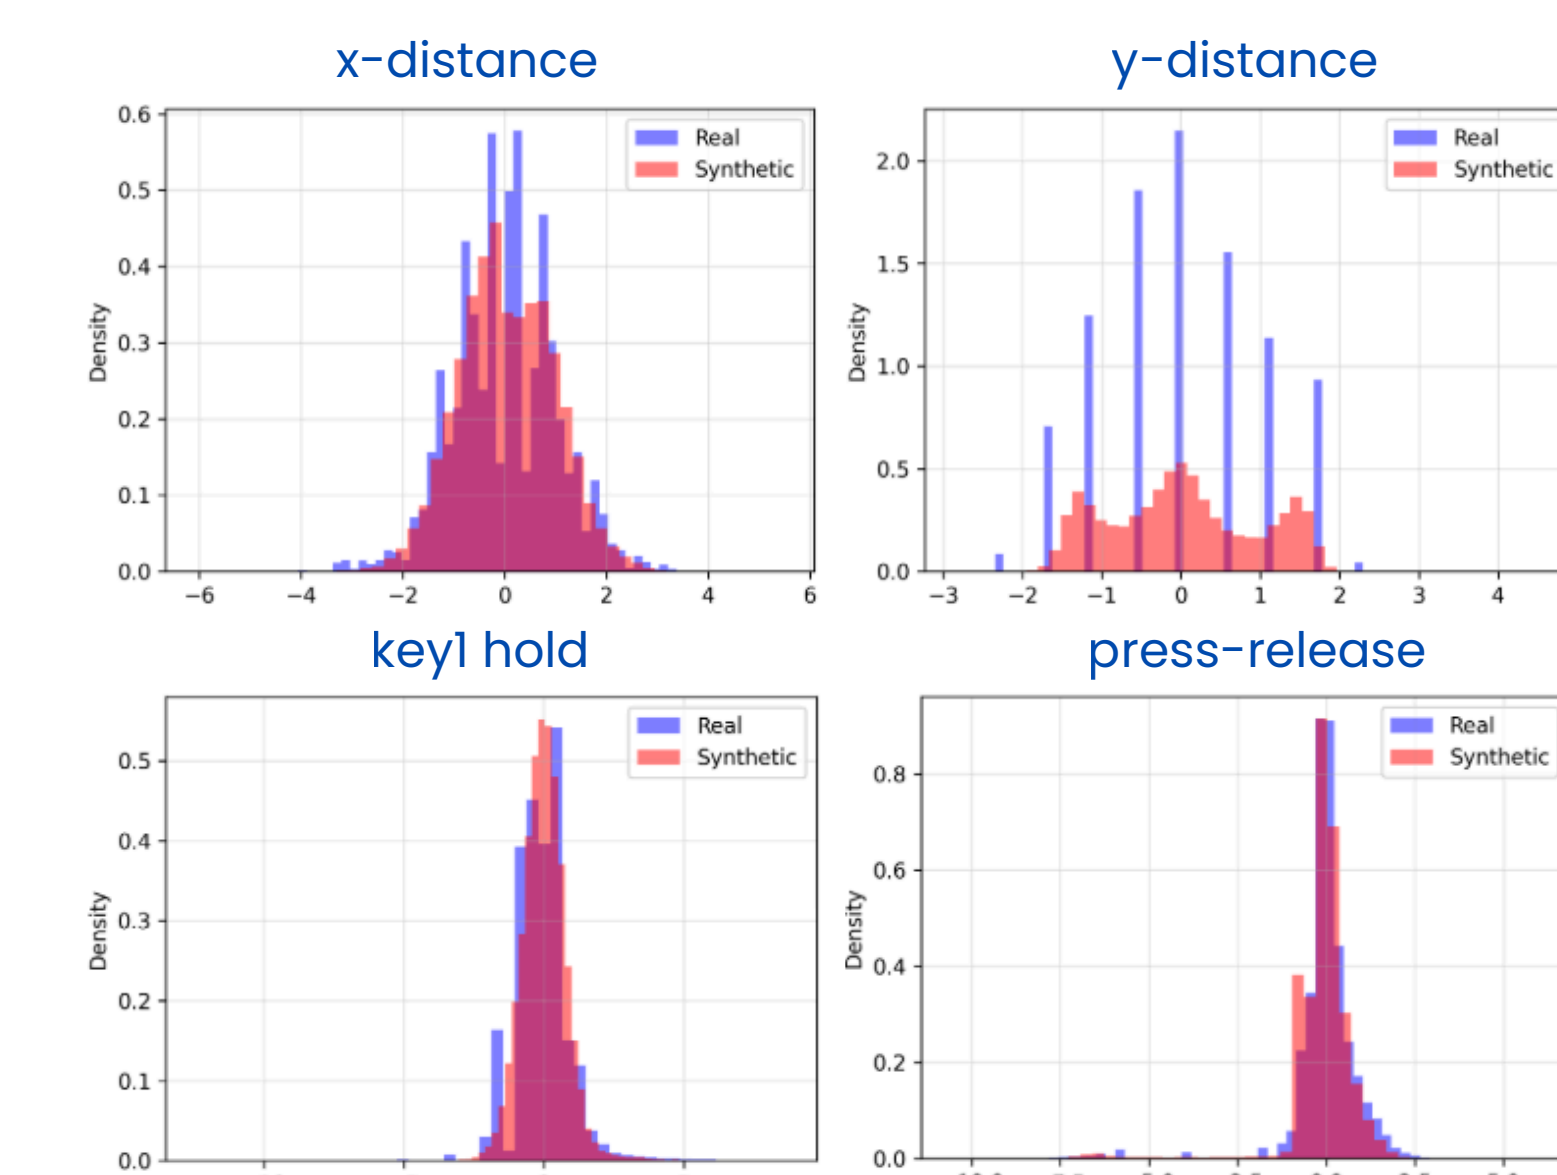 x-distance
y-distance
0.6
0.5
0.4
0.3
0.2
0.1
0.0
Density
Real
Synthetic
−6
−4
−2
0
2
4
6
2.0
1.5
1.0
0.5
0.0
Density
Real
Synthetic
−3
−2
−1
0
1
2
3
4
key1 hold
press-release
0.5
0.4
0.3
0.2
0.1
0.0
Density
Real
Synthetic
0.8
0.6
0.4
0.2
0.0
Density
Real
Synthetic